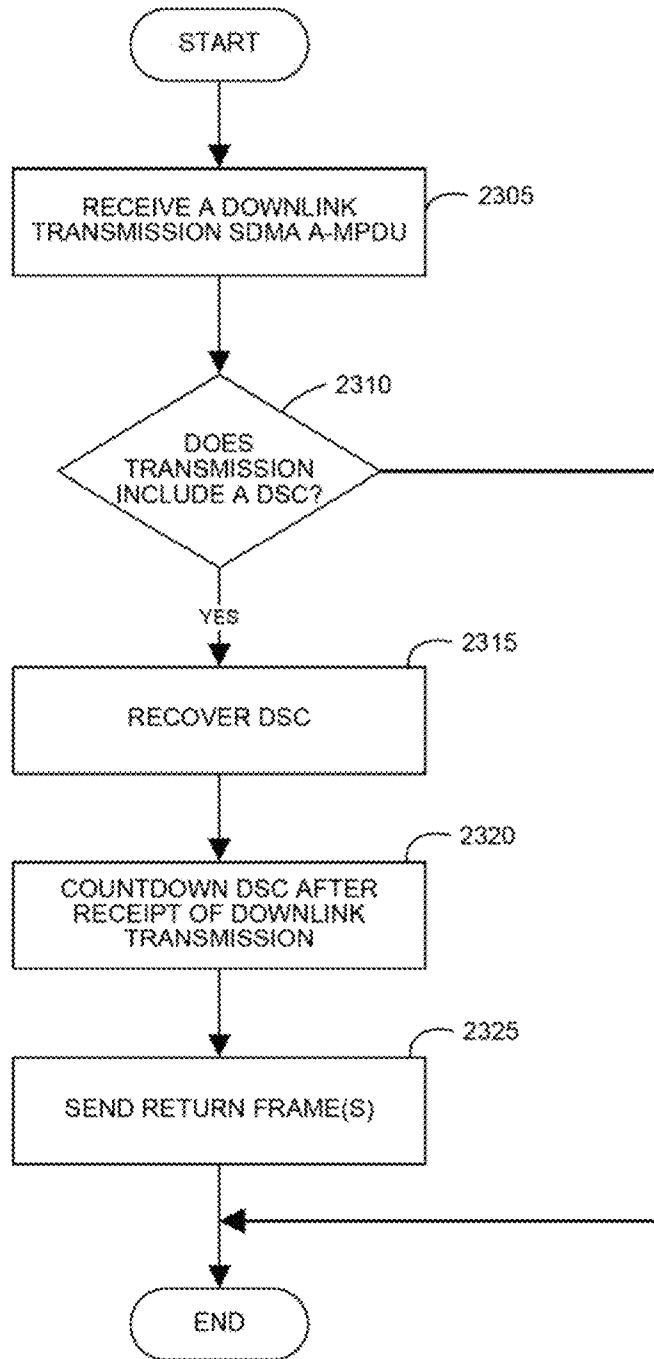 START
RECEIVE A DOWNLINK
TRANSMISSION SDMA A-MPDU
2305
2310
DOES
TRANSMISSION
INCLUDE A DSC?
YES
2315
RECOVER DSC
2320
COUNTDOWN DSC AFTER
RECEIPT OF DOWNLINK
TRANSMISSION
2325
SEND RETURN FRAME(S)
END